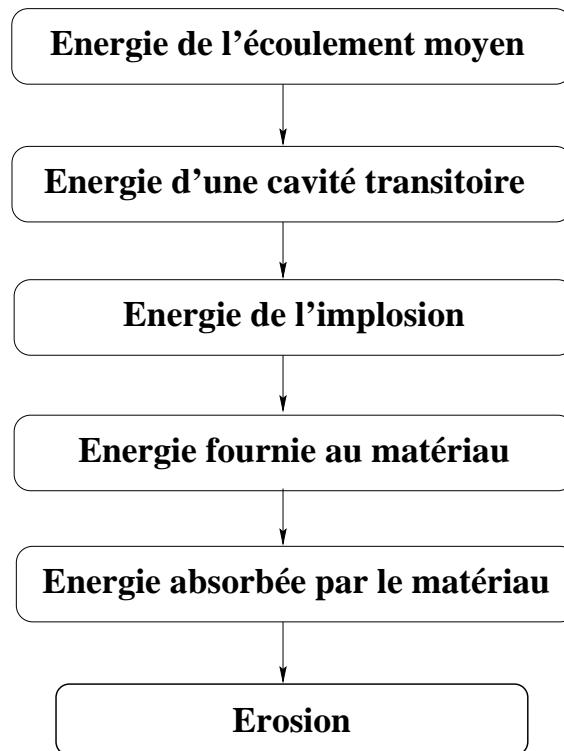 Energie de l’écoulement moyen
Energie d’une cavité transitoire
Energie de l’implosion
Energie fournie au matériau
Energie absorbée par le matériau
Erosion